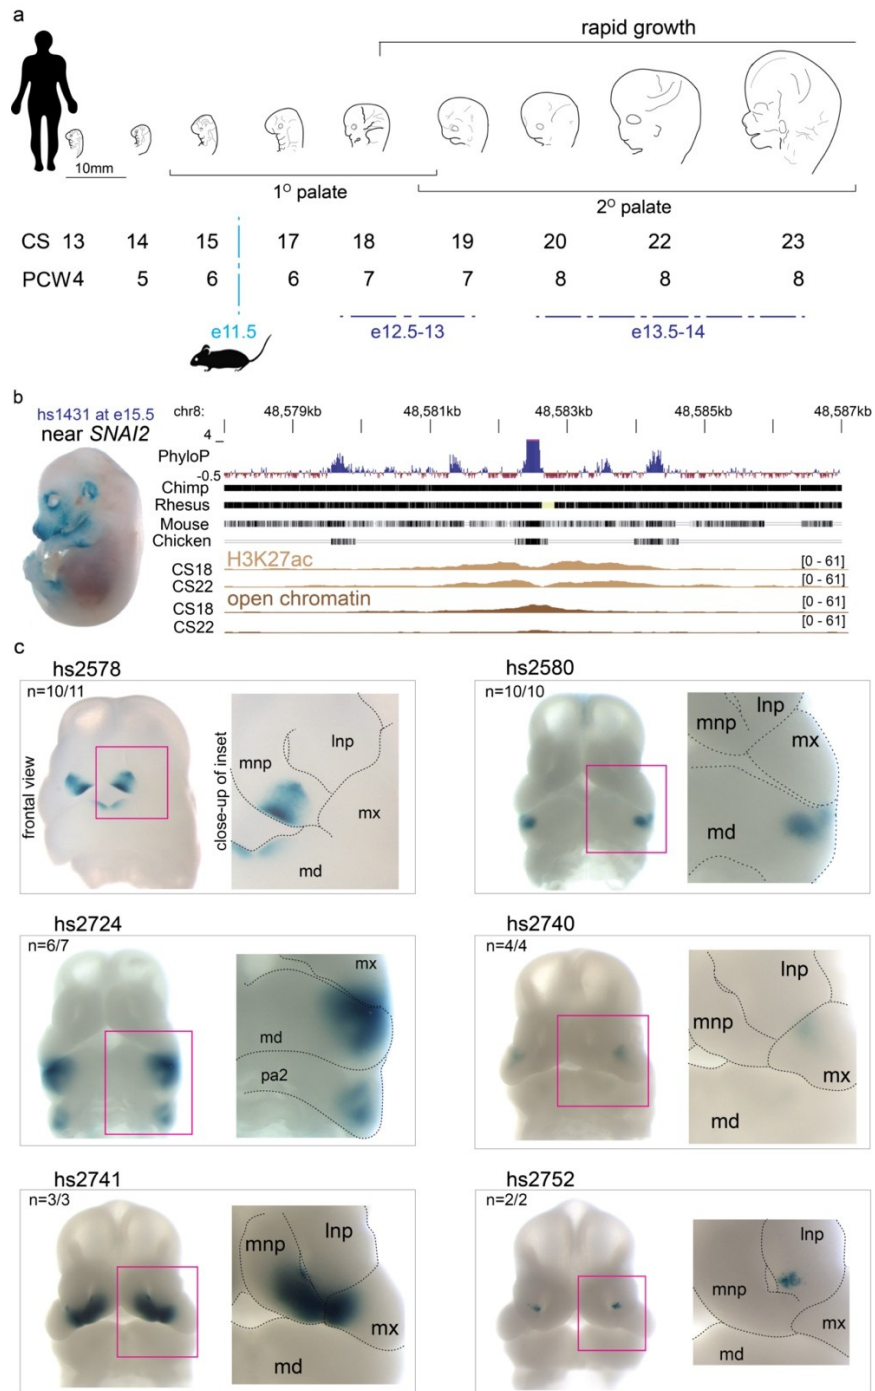 a
rapid growth
10mm
1º palate
2º palate
CS 13 14 15 17 18 19 20 22 23
PCW4 5 6 6 7 7 8 8 8
e11.5 e12.5-13 e13.5-14
b
hs1431 at e15.5
near SNAI2
chr8: 48,579kb 48,581kb 48,583kb 48,585kb 48,587kb
4
PhyloP
-0.5
Chimp
Rhesus
Mouse
Chicken
H3K27ac
CS18 [0 - 61]
CS22 [0 - 61]
open chromatin
CS18 [0 - 61]
CS22 [0 - 61]
c
hs2578
n=10/11
frontal view
close-up of inset
mnp
lnp
mx
md
hs2580
n=10/10
mnp
lnp
mx
md
hs2724
n=6/7
mx
md
pa2
hs2740
n=4/4
lnp
mnp
mx
md
hs2741
n=3/3
mnp
lnp
mx
md
hs2752
n=2/2
lnp
mnp
mx
md